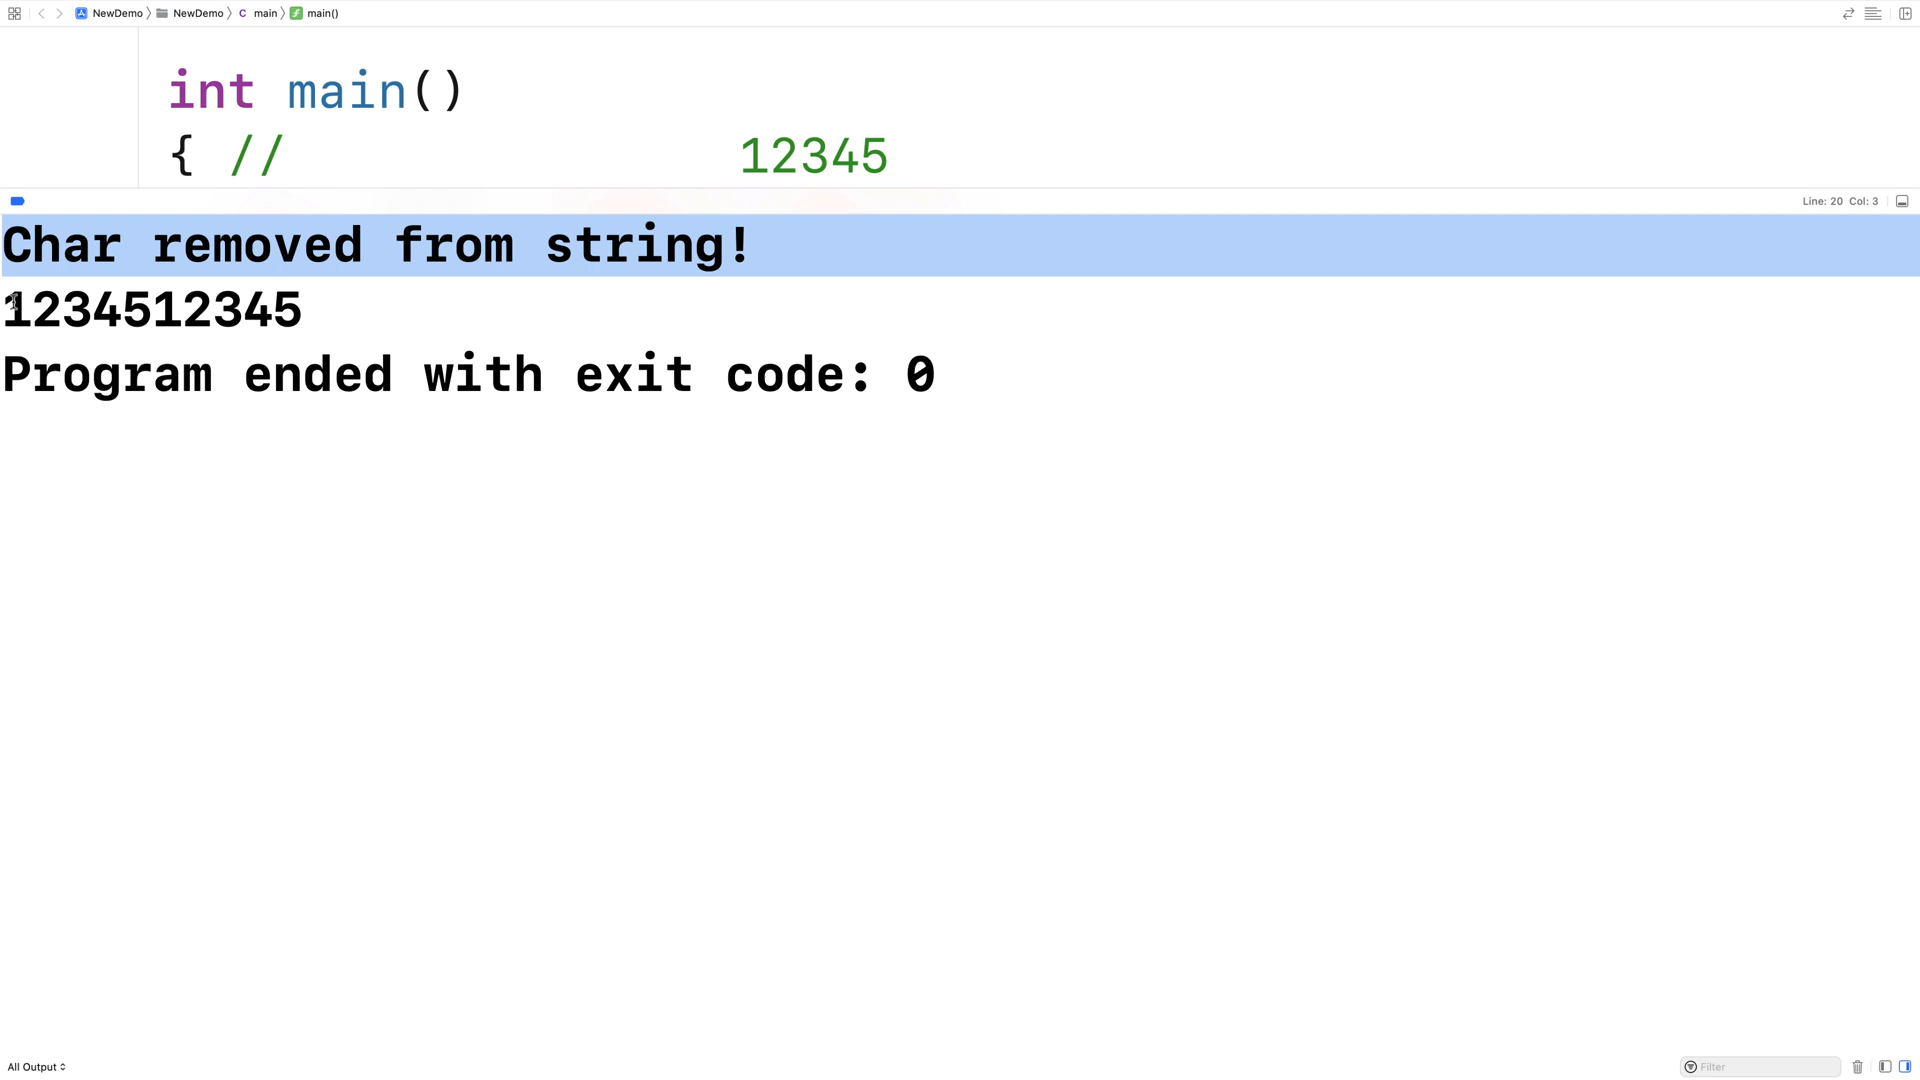 NewDemo NewDemo C main f main()
int main()
{ // 12345
Line: 20 Col: 3
Char removed from string!
1234512345
Program ended with exit code: 0
All Output
Filter